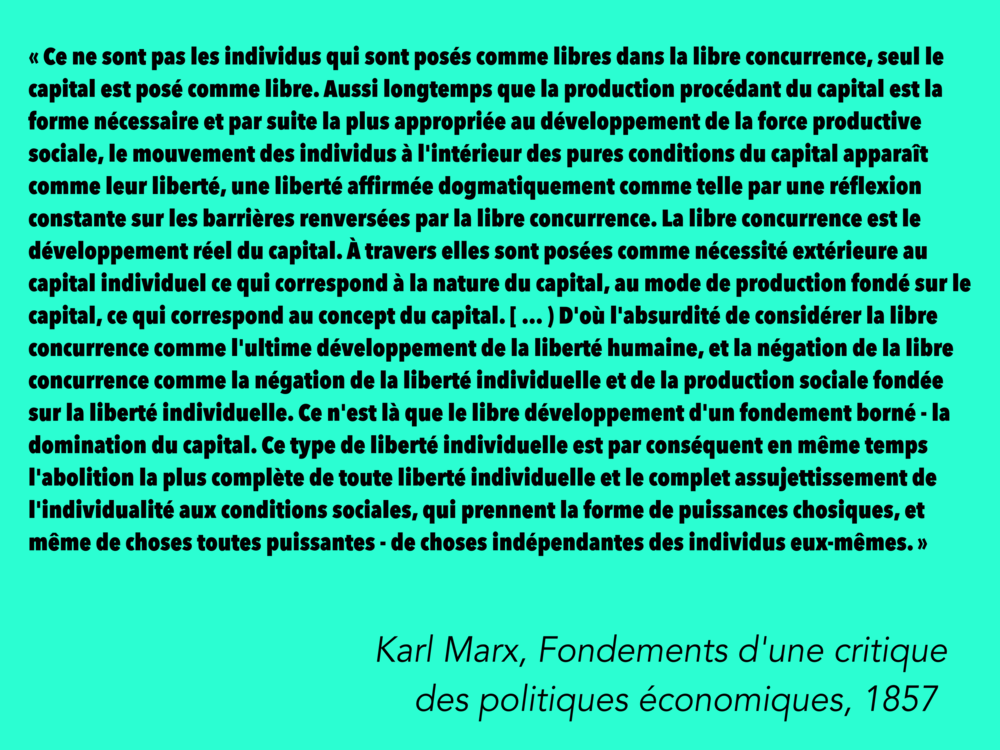 « Ce ne sont pas les individus qui sont posés comme libres dans la libre concurrence, seul le
capital est posé comme libre. Aussi longtemps que la production procédant du capital est la
forme nécessaire et par suite la plus appropriée au développement de la force productive
sociale, le mouvement des individus à l'intérieur des pures conditions du capital apparaît
comme leur liberté, une liberté affirmée dogmatiquement comme telle par une réflexion
constante sur les barrières renversées par la libre concurrence. La libre concurrence est le
développement réel du capital. À travers elles sont posées comme nécessité extérieure au
capital individuel ce qui correspond à la nature du capital, au mode de production fondé sur le
capital, ce qui correspond au concept du capital. [ ... ) D'où l'absurdité de considérer la libre
concurrence comme l'ultime développement de la liberté humaine, et la négation de la libre
concurrence comme la négation de la liberté individuelle et de la production sociale fondée
sur la liberté individuelle. Ce n'est là que le libre développement d'un fondement borné - la
domination du capital. Ce type de liberté individuelle est par conséquent en même temps
l'abolition la plus complète de toute liberté individuelle et le complet assujettissement de
l'individualité aux conditions sociales, qui prennent la forme de puissances chosiques, et
même de choses toutes puissantes - de choses indépendantes des individus eux-mêmes. »
Karl Marx, Fondements d'une critique
des politiques économiques, 1857